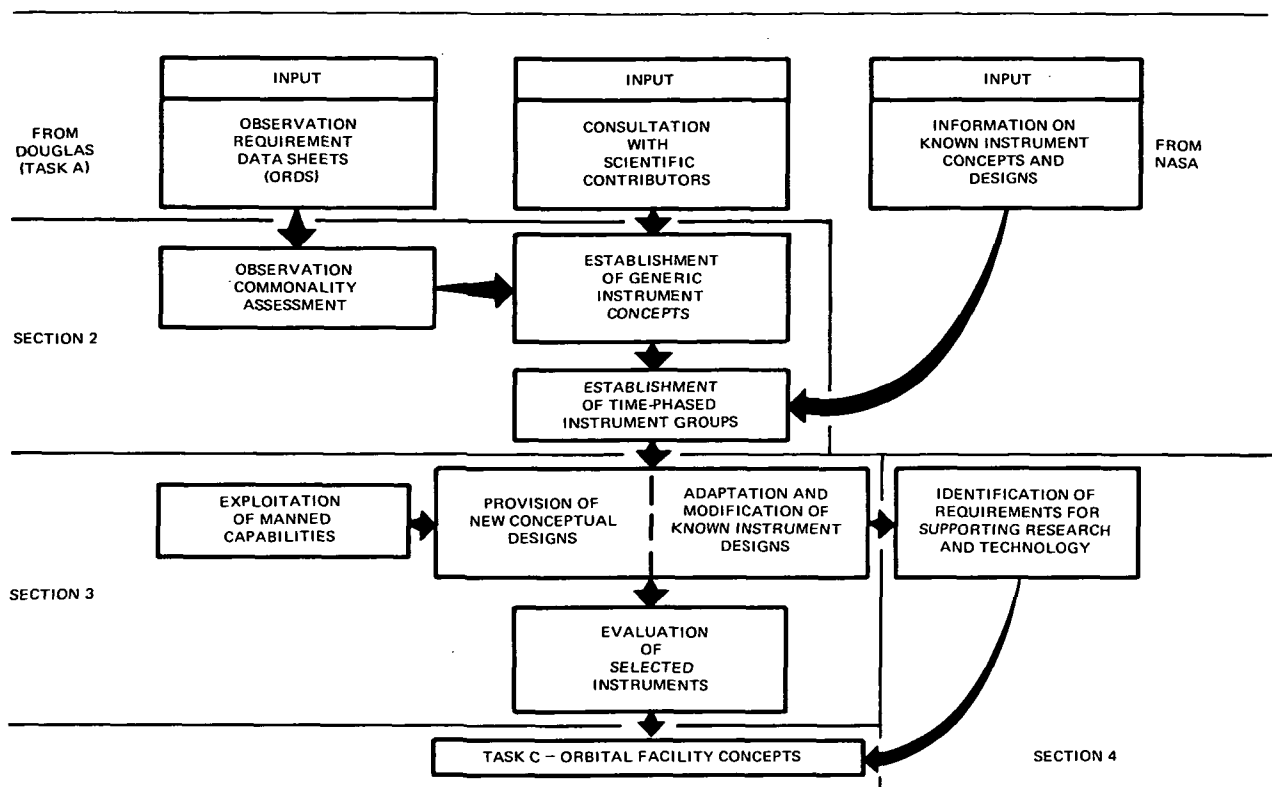 FROM
DOUGLAS
(TASK A)
INPUT
OBSERVATION
REQUIREMENT
DATA SHEETS
(ORDS)
INPUT
CONSULTATION
WITH
SCIENTIFIC
CONTRIBUTORS
INPUT
INFORMATION ON
KNOWN INSTRUMENT
CONCEPTS AND
DESIGNS
FROM
NASA
OBSERVATION
COMMONALITY
ASSESSMENT
ESTABLISHMENT
OF GENERIC
INSTRUMENT
CONCEPTS
SECTION 2
ESTABLISHMENT
OF TIME-PHASED
INSTRUMENT GROUPS
EXPLOITATION
OF MANNED
CAPABILITIES
PROVISION OF
NEW CONCEPTUAL
DESIGNS
ADAPTATION AND
MODIFICATION OF
KNOWN INSTRUMENT
DESIGNS
IDENTIFICATION OF
REQUIREMENTS FOR
SUPPORTING RESEARCH
AND TECHNOLOGY
SECTION 3
EVALUATION
OF
SELECTED
INSTRUMENTS
TASK C – ORBITAL FACILITY CONCEPTS
SECTION 4